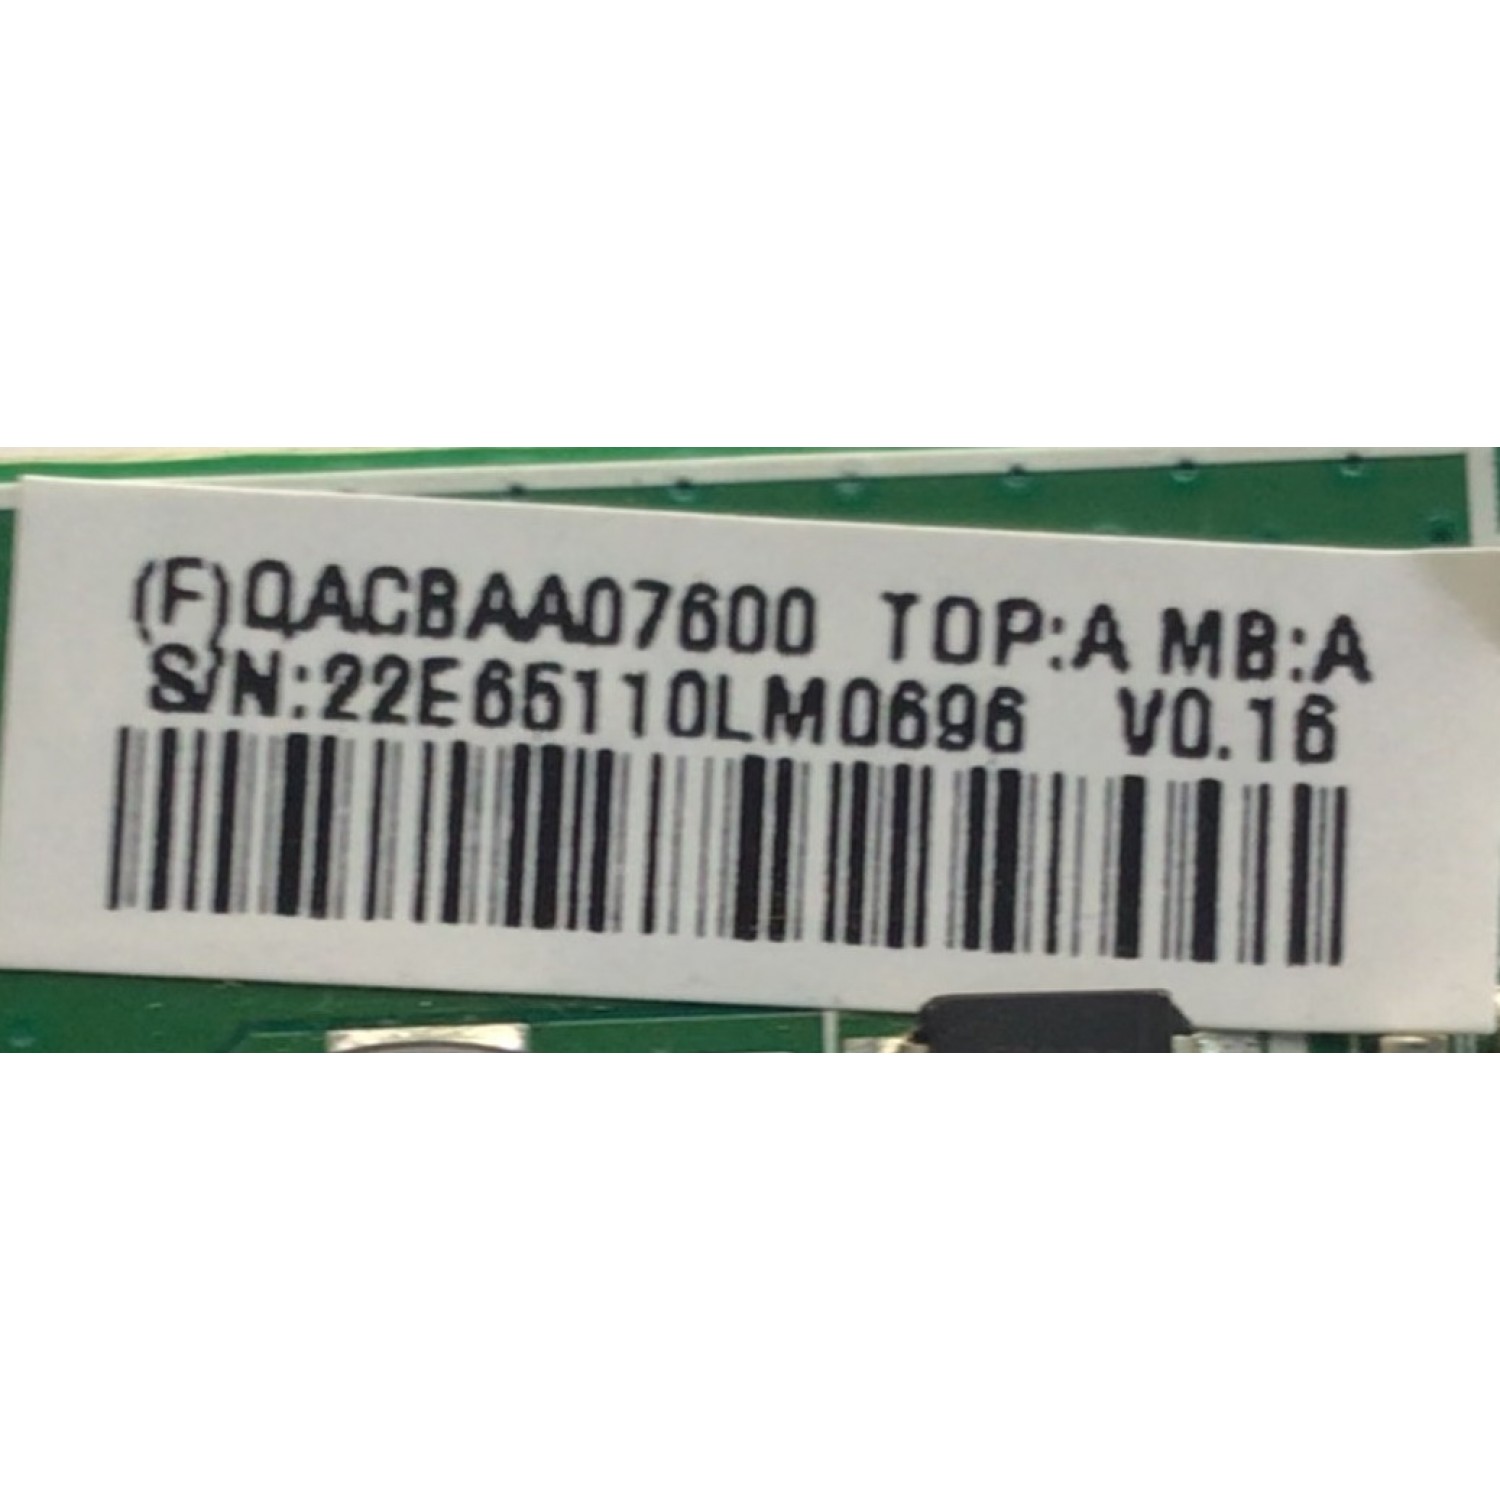 (F)QACBAA07600 TOP:A MB:A
S/N:22E65110LM0696 V0.16